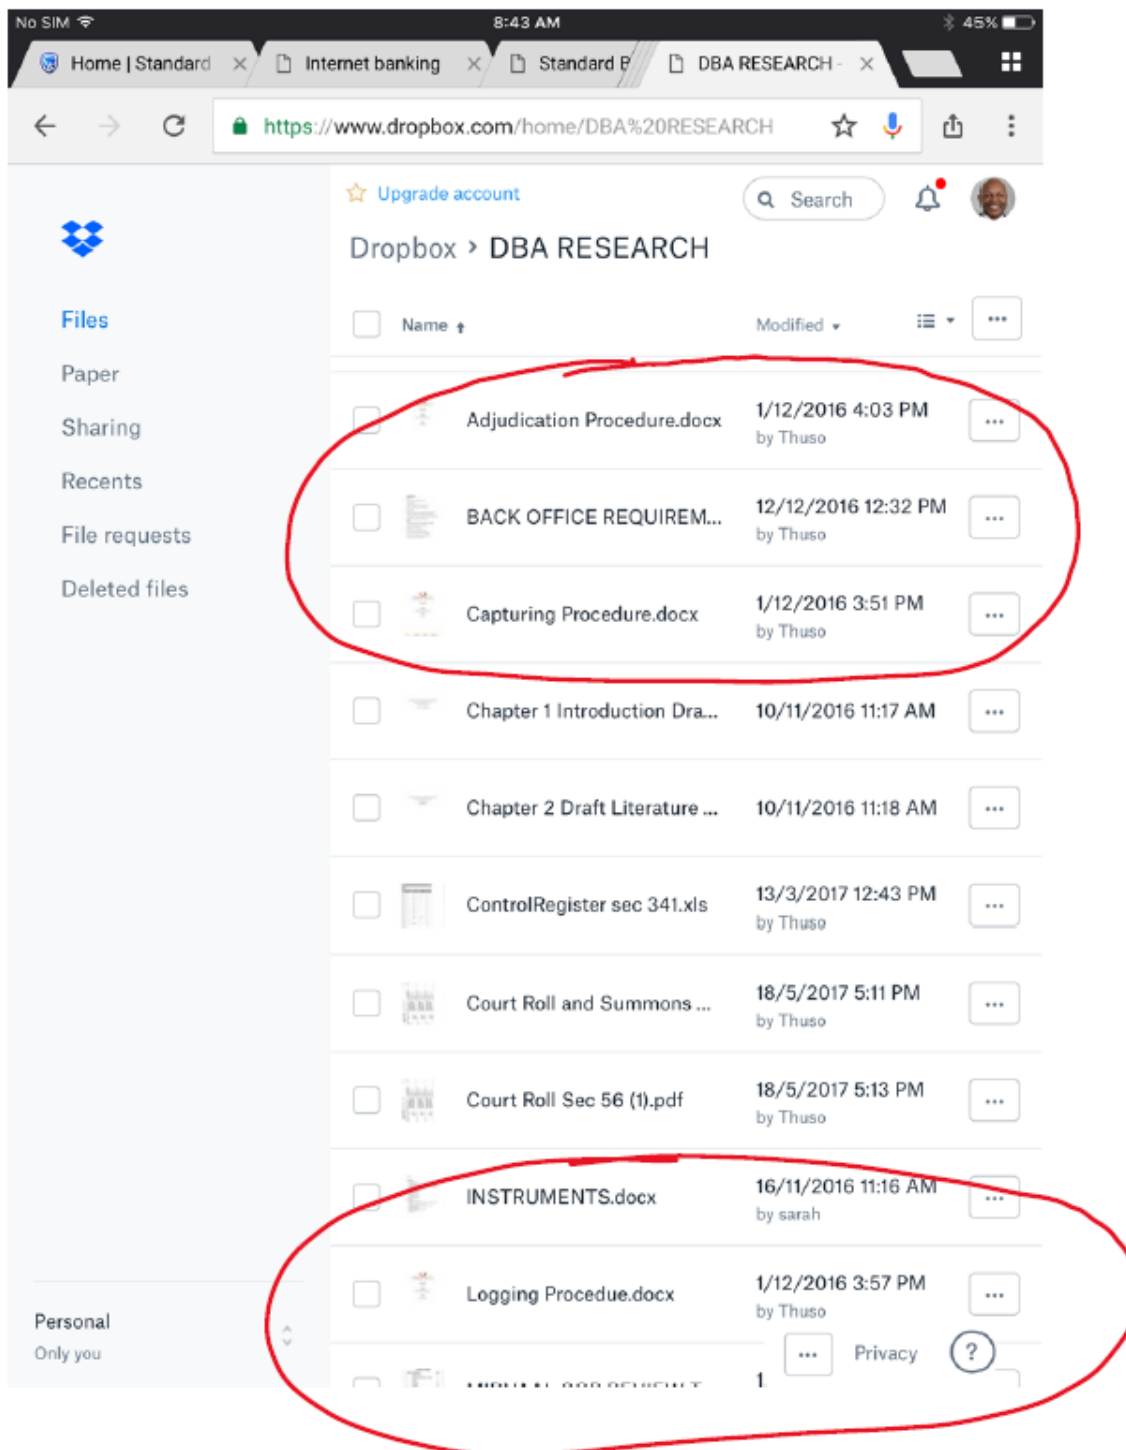 No SIM 8:43 AM 45%
Home | Standard Internet banking Standard B DBA RESEARCH -
https://www.dropbox.com/home/DBA%20RESEARCH
Upgrade account
Search
Dropbox > DBA RESEARCH
Files
Paper
Sharing
Recents
File requests
Deleted files
Name Modified
Adjudication Procedure.docx 1/12/2016 4:03 PM
by Thuso
BACK OFFICE REQUIREM... 12/12/2016 12:32 PM
by Thuso
Capturing Procedure.docx 1/12/2016 3:51 PM
by Thuso
Chapter 1 Introduction Dra... 10/11/2016 11:17 AM
Chapter 2 Draft Literature ... 10/11/2016 11:18 AM
ControlRegister sec 341.xls 13/3/2017 12:43 PM
by Thuso
Court Roll and Summons ... 18/5/2017 5:11 PM
by Thuso
Court Roll Sec 56 (1).pdf 18/5/2017 5:13 PM
by Thuso
INSTRUMENTS.docx 16/11/2016 11:16 AM
by sarah
Logging Procedue.docx 1/12/2016 3:57 PM
by Thuso
Personal
Only you
Privacy ?